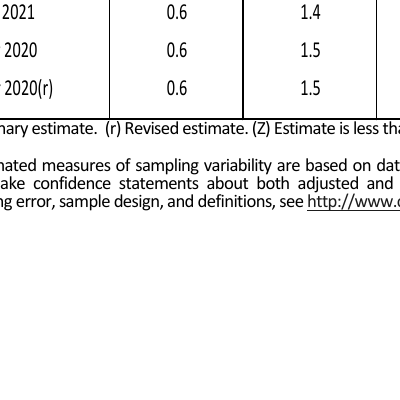 2021 0.6 1.4
2020 0.6 1.5
2020(r) 0.6 1.5
nary estimate. (r) Revised estimate. (Z) Estimate is less tha
nated measures of sampling variability are based on dat
ake confidence statements about both adjusted and
ng error, sample design, and definitions, see http://www.c